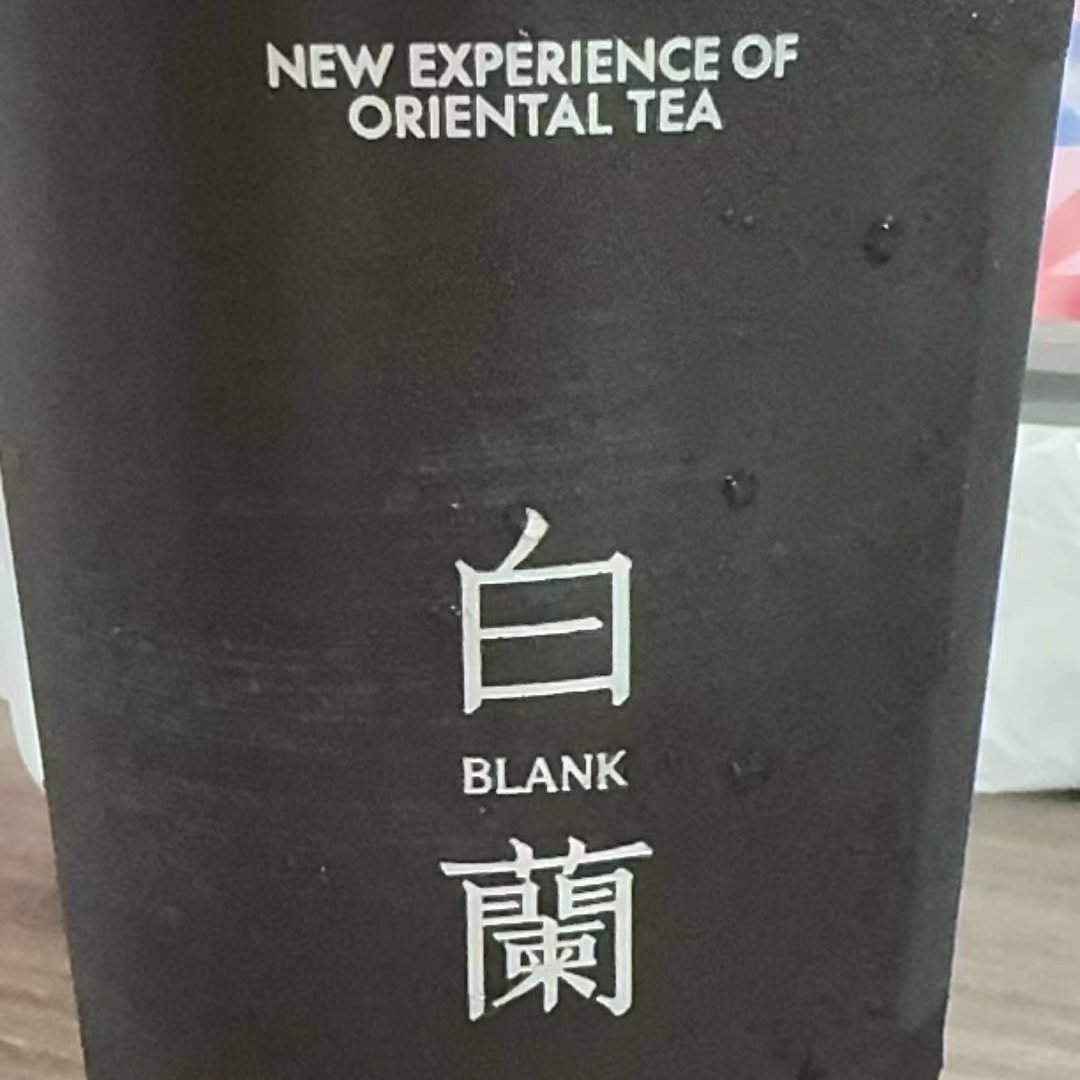 NEW EXPERIENCE OF
ORIENTAL TEA
白
BLANK
蘭